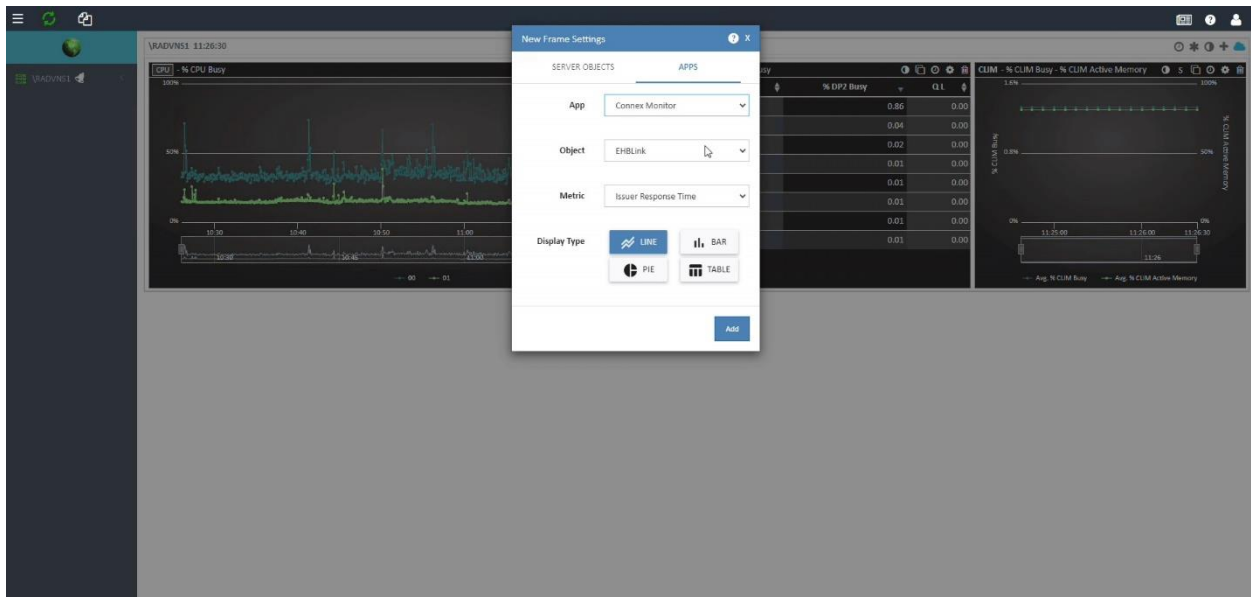 \RADVNS1 11:26:30
\RADVNS1
CPU - % CPU Busy
100%
50%
0%
10:30 10:40 10:50 11:00
10:30 10:45 11:00
00 01
New Frame Settings ? X
SERVER OBJECTS APPS
App Connex Monitor
Object EHBLink
Metric Issuer Response Time
Display Type LINE BAR
PIE TABLE
Add
usy
% DP2 Busy QL
0.86 0.00
0.04 0.00
0.02 0.00
0.01 0.00
0.01 0.00
0.01 0.00
0.01 0.00
0.01 0.00
CLIM - % CLIM Busy - % CLIM Active Memory S
1.6% 100%
0.8% 50%
0% 0%
% CLIM Busy
% CLIM Active Memory
11:25:00 11:26:00 11:26:30
11:26
Avg. % CLIM Busy Avg. % CLIM Active Memory